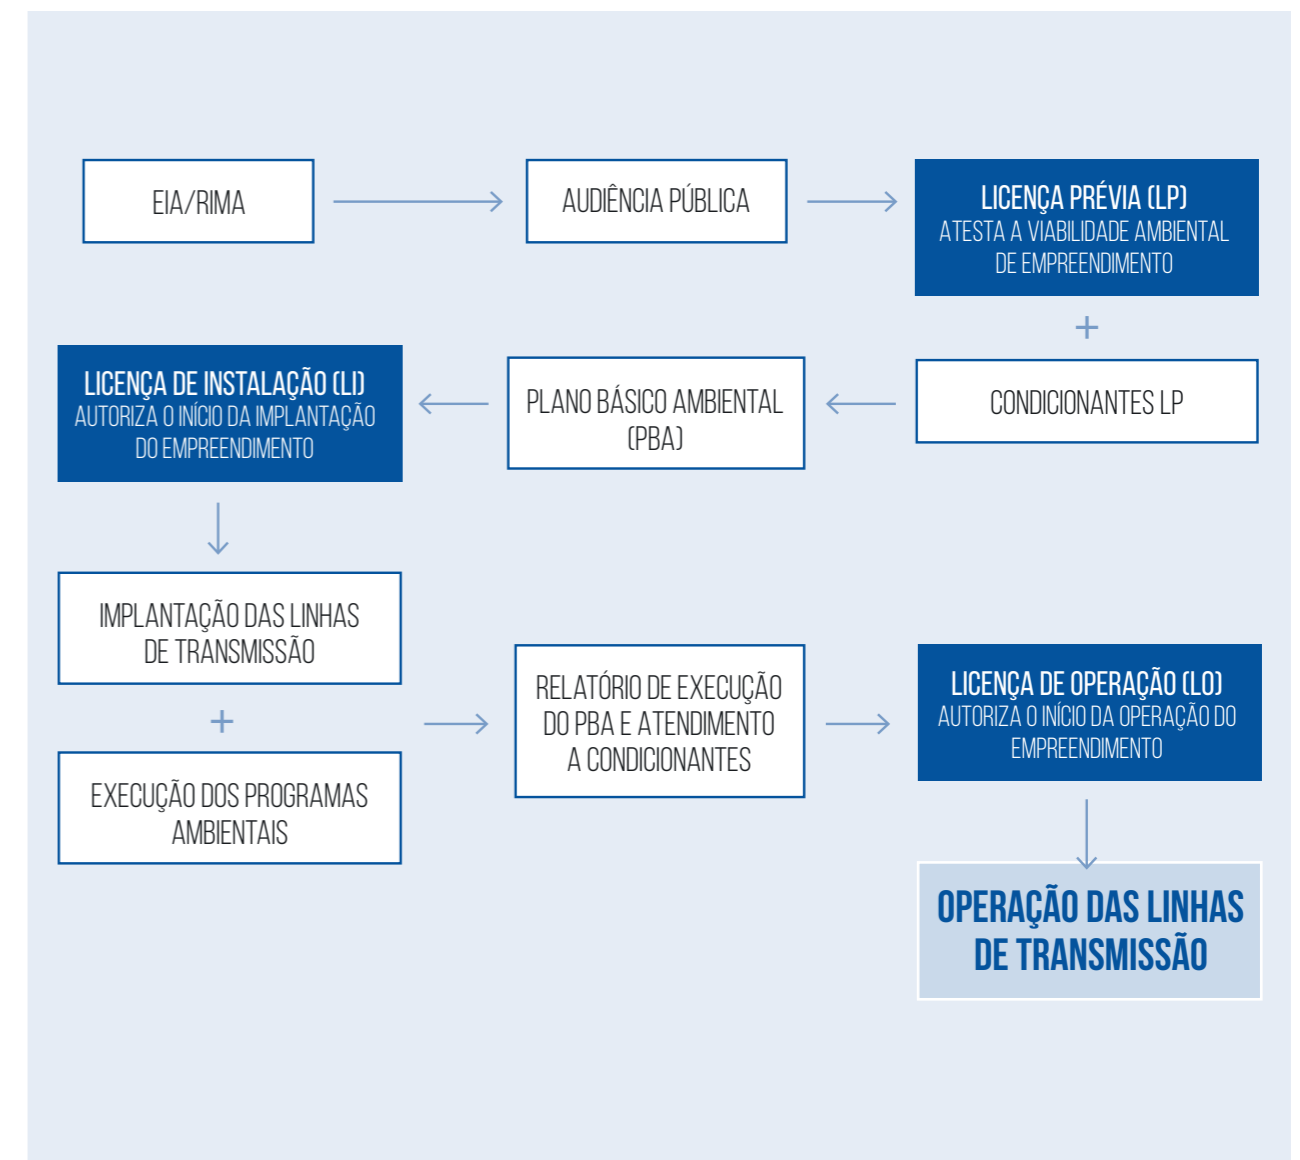 EIA/RIMA
AUDIÊNCIA PÚBLICA
LICENÇA PRÉVIA (LP)
ATESTA A VIABILIDADE AMBIENTAL
DE EMPREENDIMENTO
+
LICENÇA DE INSTALAÇÃO (LI)
AUTORIZA O INÍCIO DA IMPLANTAÇÃO
DO EMPREENDIMENTO
PLANO BÁSICO AMBIENTAL
(PBA)
CONDICIONANTES LP
IMPLANTAÇÃO DAS LINHAS
DE TRANSMISSÃO
+
EXECUÇÃO DOS PROGRAMAS
AMBIENTAIS
RELATÓRIO DE EXECUÇÃO
DO PBA E ATENDIMENTO
A CONDICIONANTES
LICENÇA DE OPERAÇÃO (LO)
AUTORIZA O INÍCIO DA OPERAÇÃO DO
EMPREENDIMENTO
OPERAÇÃO DAS LINHAS
DE TRANSMISSÃO